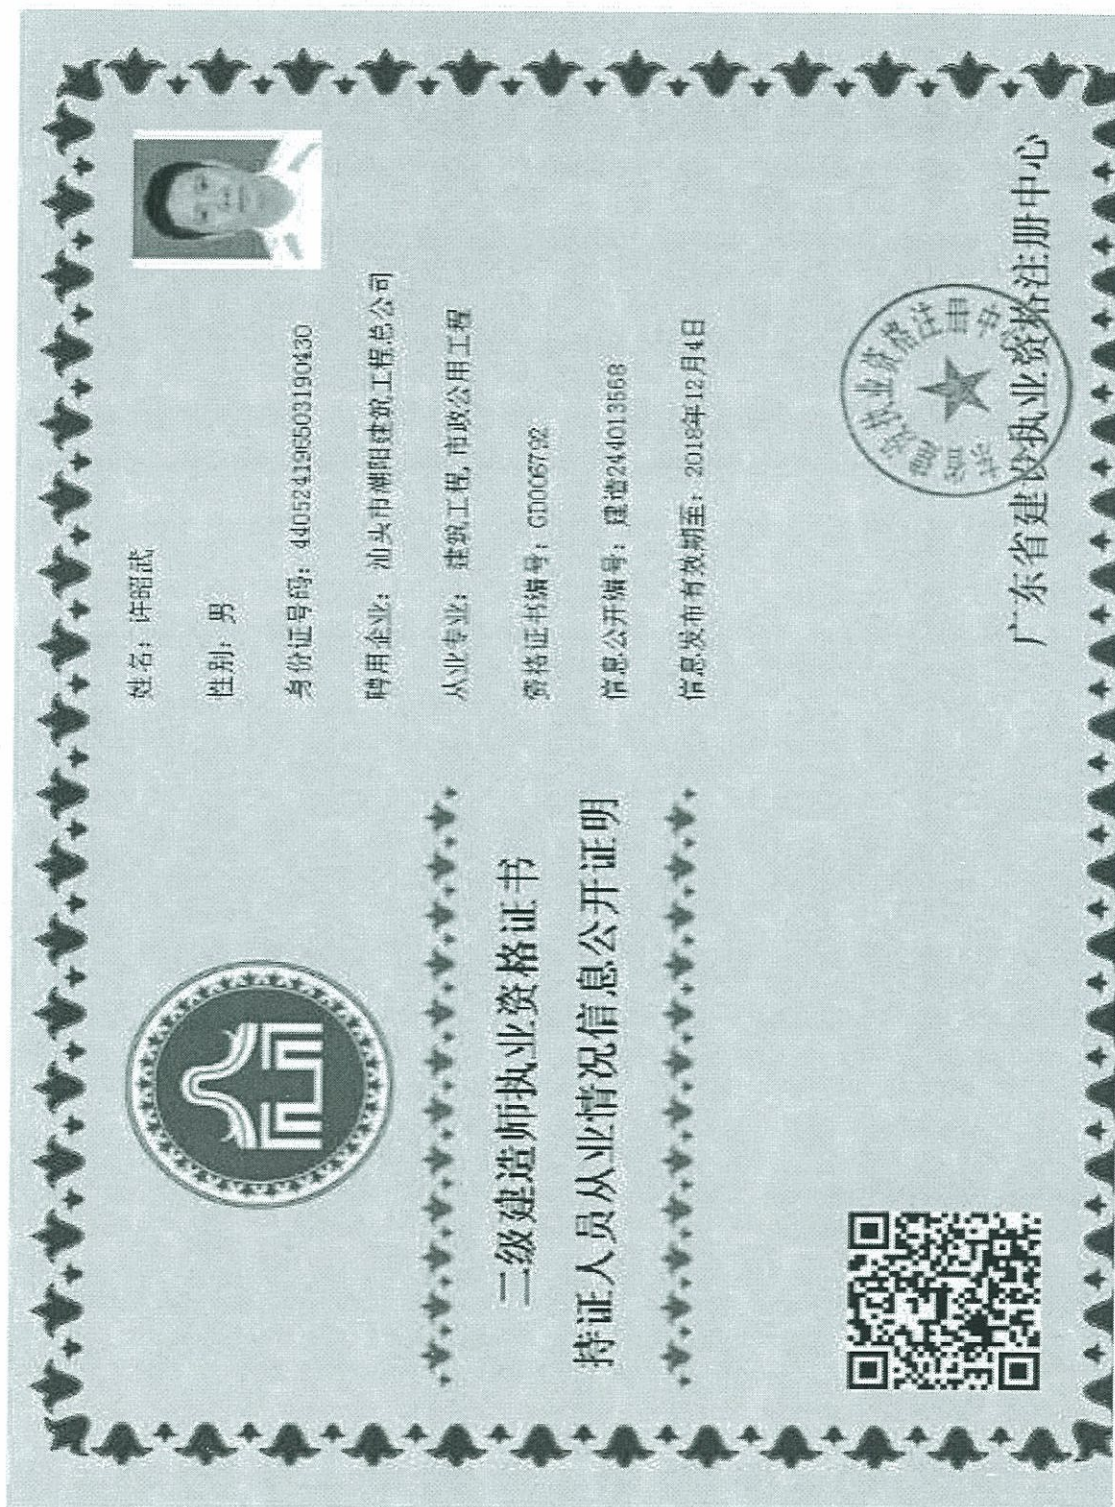 二级建造师执业资格证书
持证人员从业情况信息公开证明
姓名：许昭武
性别：男
身份证号码：440524196503190430
聘用企业：汕头市潮阳建筑工程总公司
从业专业：建筑工程,市政公用工程
资格证书编号：GD006792
信息公开编号：建造244013568
信息发布有效期至：2018年12月4日
广东省建设执业资格注册中心